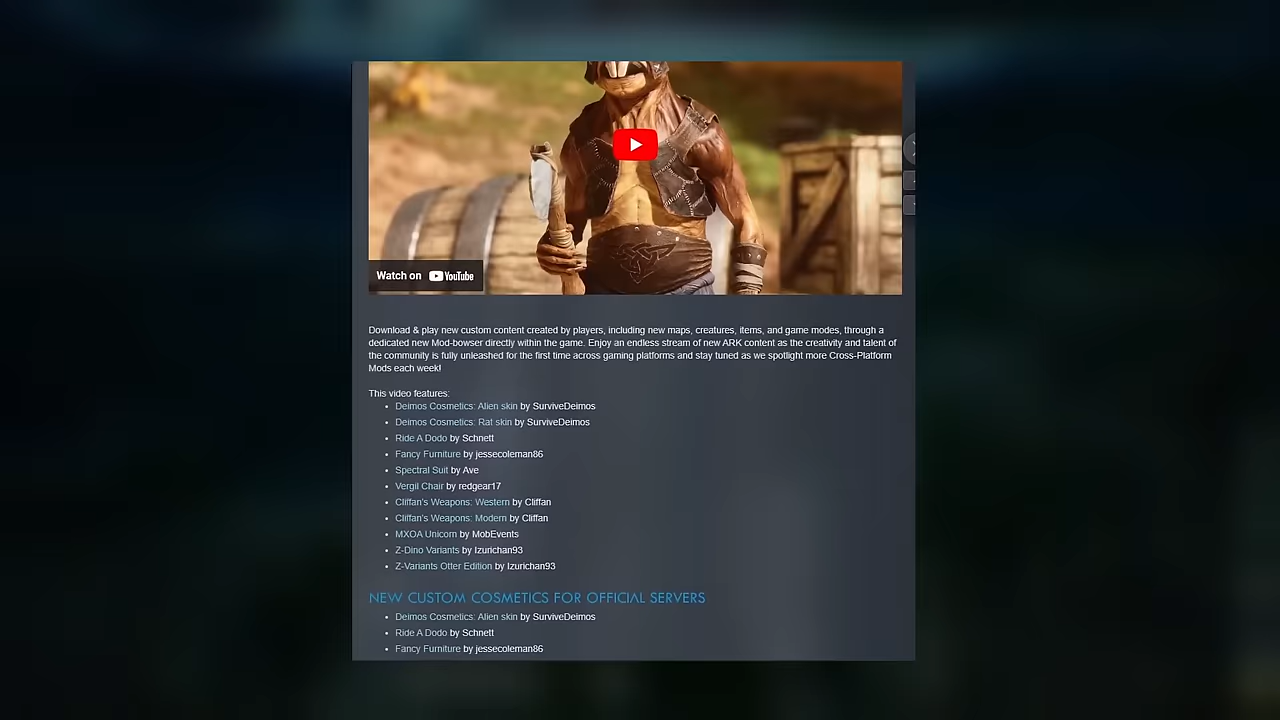 Watch on YouTube
Download & play new custom content created by players, including new maps, creatures, items, and game modes, through a
dedicated new Mod-bowser directly within the game. Enjoy an endless stream of new ARK content as the creativity and talent of
the community is fully unleashed for the first time across gaming platforms and stay tuned as we spotlight more Cross-Platform
Mods each week!
This video features:
• Deimos Cosmetics: Alien skin by SurviveDeimos
• Deimos Cosmetics: Rat skin by SurviveDeimos
• Ride A Dodo by Schnett
• Fancy Furniture by jessecoleman86
• Spectral Suit by Ave
• Vergil Chair by redgear17
• Cliffan's Weapons: Western by Cliffan
• Cliffan's Weapons: Modern by Cliffan
• MXOA Unicorn by MobEvents
• Z-Dino Variants by Izurichan93
• Z-Variants Otter Edition by Izurichan93
NEW CUSTOM COSMETICS FOR OFFICIAL SERVERS
• Deimos Cosmetics: Alien skin by SurviveDeimos
• Ride A Dodo by Schnett
• Fancy Furniture by jessecoleman86